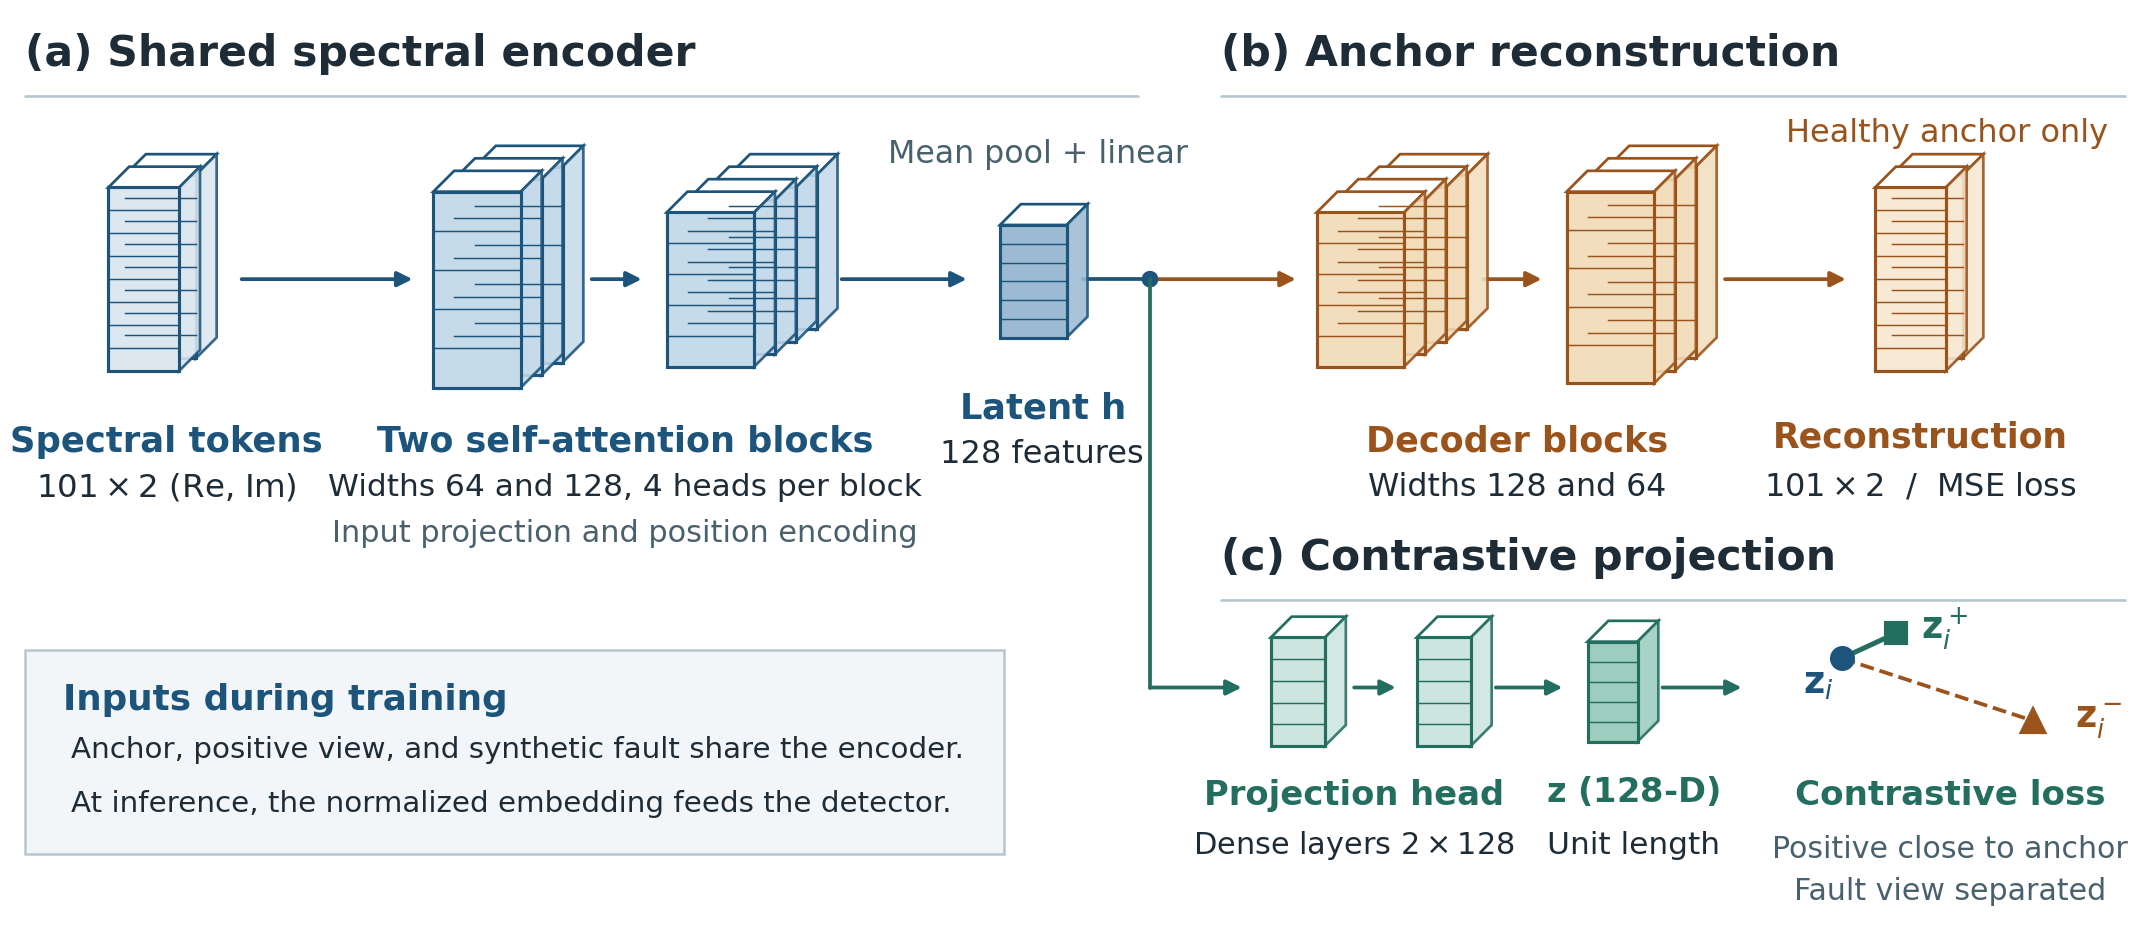 (a) Shared spectral encoder
Mean pool + linear
Spectral tokens
101 × 2 (Re, Im)
Two self-attention blocks
Widths 64 and 128, 4 heads per block
Input projection and position encoding
Latent h
128 features
(b) Anchor reconstruction
Healthy anchor only
Decoder blocks
Widths 128 and 64
Reconstruction
101 × 2 / MSE loss
(c) Contrastive projection
z_i^+
z_i
z_i^−
Projection head
Dense layers 2 × 128
z (128-D)
Unit length
Contrastive loss
Positive close to anchor
Fault view separated
Inputs during training
Anchor, positive view, and synthetic fault share the encoder.
At inference, the normalized embedding feeds the detector.